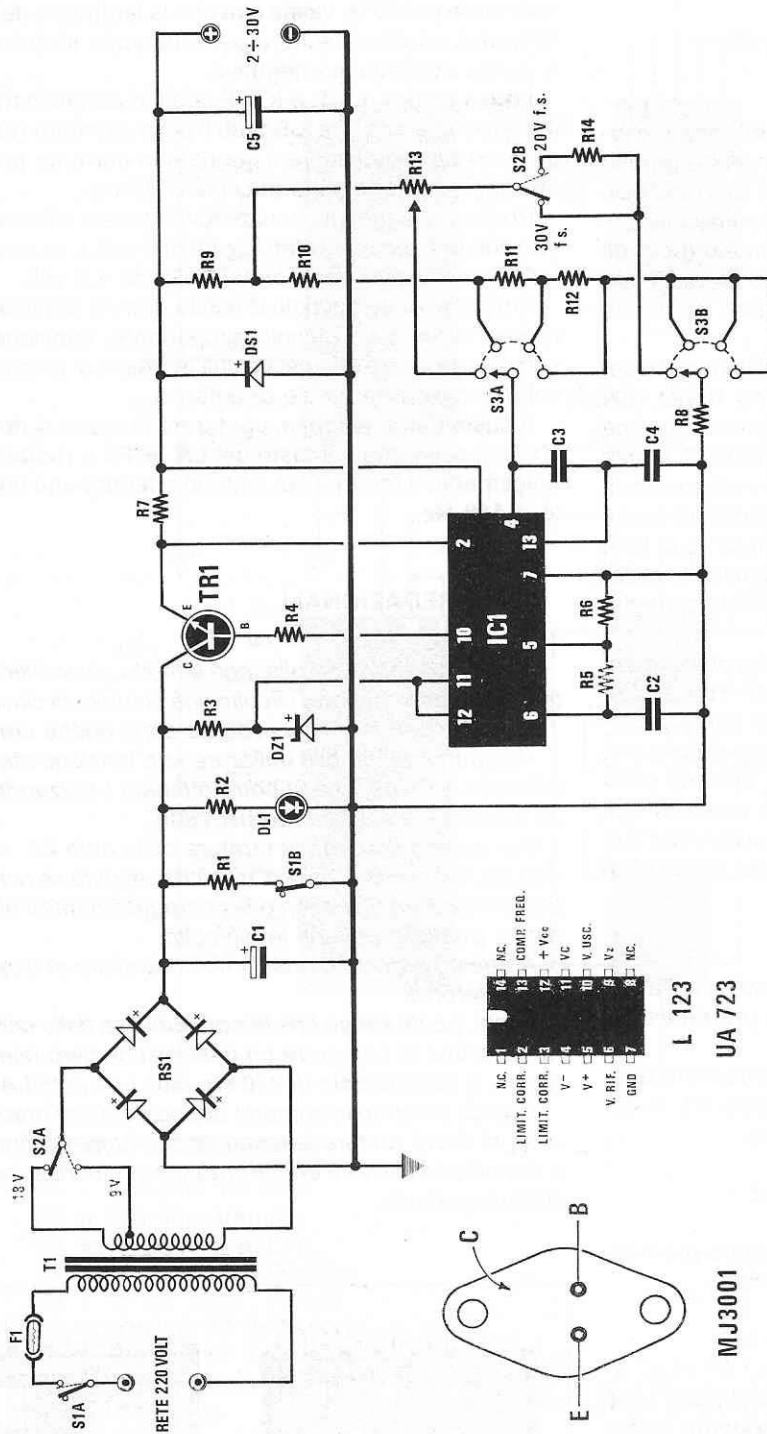 S1A
F1
RETE 220 VOLT
T1
18 V
9 V
S2A
RS1
C1
R1
S1B
R2
DL1
R3
DZ1
C
E
B
TR1
R4
R7
DS1
R9
R10
C5
2 ÷ 30V
12
11
10
2
IC1
4
6
5
7
13
R5
R6
C2
C3
C4
R8
S3A
R11
R12
R13
S2B
30V
f s.
20V f.s.
R14
S3B
E
B
C
MJ3001
N.C. 1
LIMIT. CORR. 2
LIMIT. CORR. 3
V- 4
V+ 5
V. RIF. 6
GND 7
14 N.C.
13 COMP. FREQ.
12 + Vcc
11 VC
10 V. USC.
9 Vz
8 N.C.
L 123
UA 723